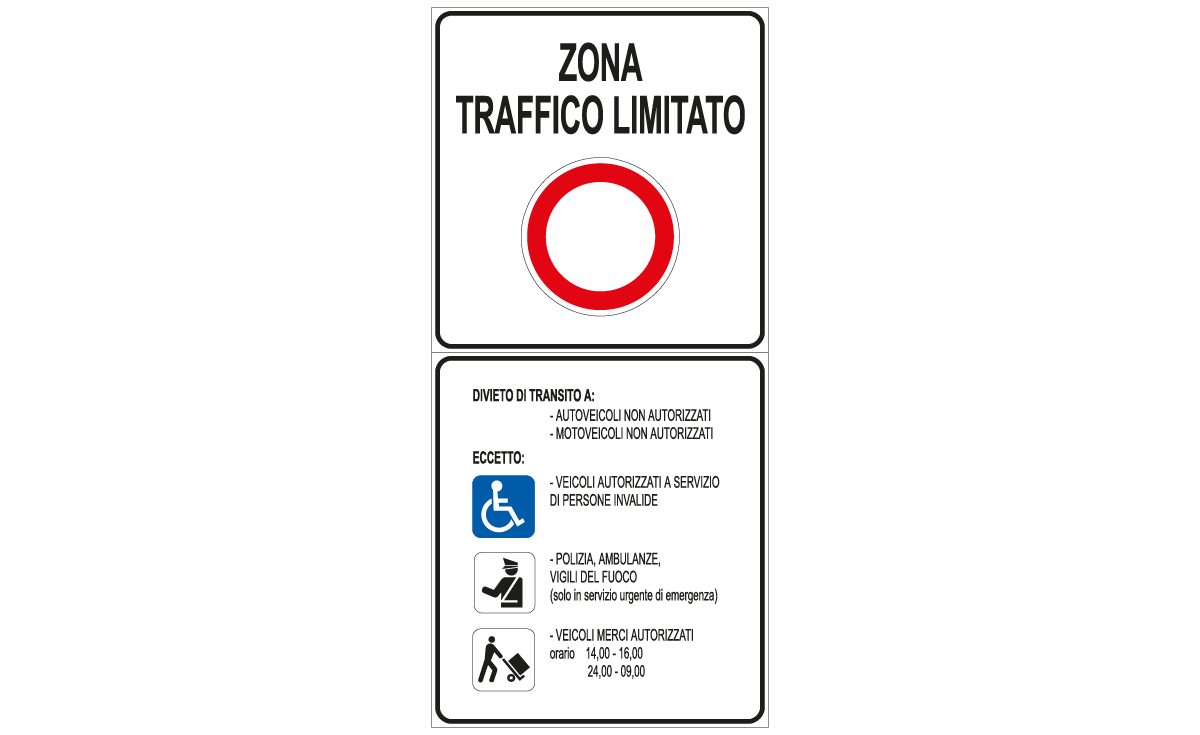 ZONA
TRAFFICO LIMITATO
DIVIETO DI TRANSITO A:
- AUTOVEICOLI NON AUTORIZZATI
- MOTOVEICOLI NON AUTORIZZATI
ECCETTO:
- VEICOLI AUTORIZZATI A SERVIZIO
DI PERSONE INVALIDE
- POLIZIA, AMBULANZE,
VIGILI DEL FUOCO
(solo in servizio urgente di emergenza)
- VEICOLI MERCI AUTORIZZATI
orario 14,00 - 16,00
24,00 - 09,00